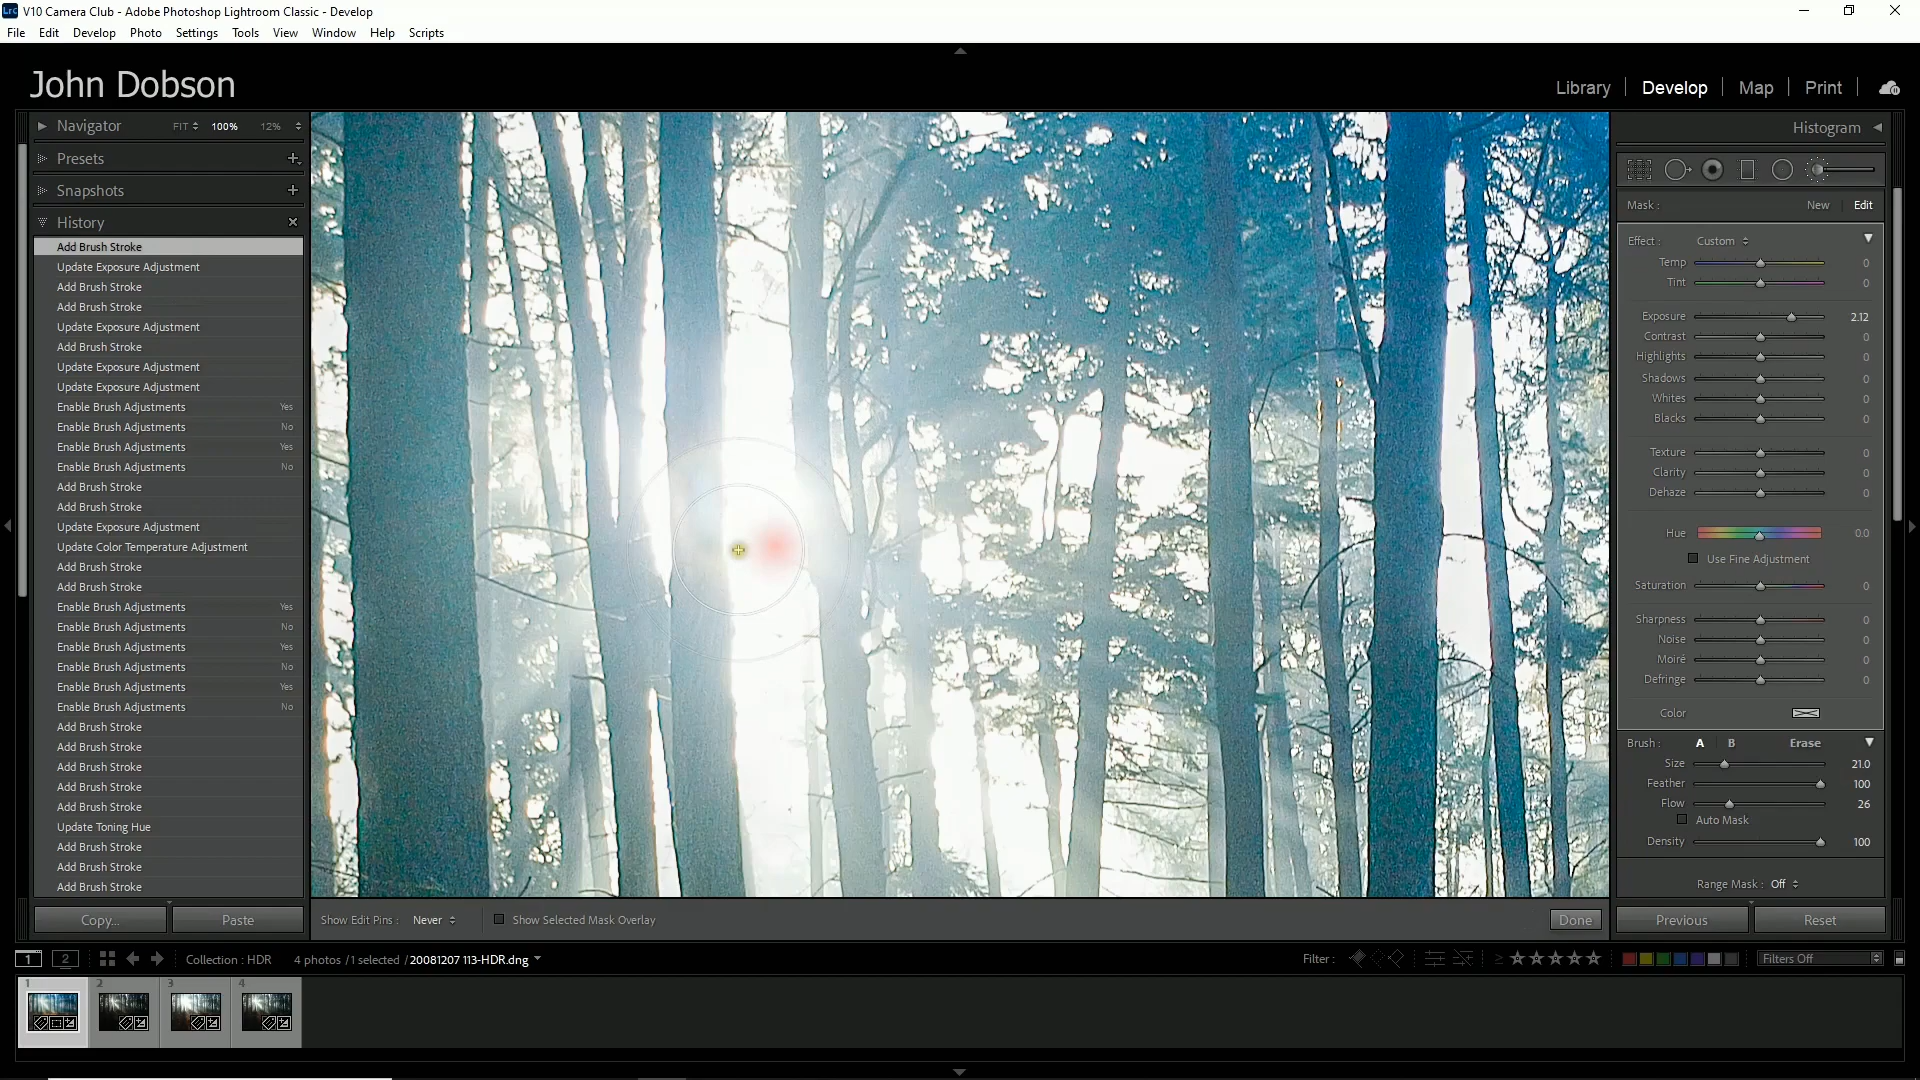 V10 Camera Club - Adobe Photoshop Lightroom Classic - Develop
File Edit Develop Photo Settings Tools View Window Help Scripts
John Dobson
Library Develop Map Print
Navigator FIT 100% 12%
Presets
Snapshots
History
Add Brush Stroke
Update Exposure Adjustment
Add Brush Stroke
Add Brush Stroke
Update Exposure Adjustment
Add Brush Stroke
Update Exposure Adjustment
Update Exposure Adjustment
Enable Brush Adjustments Yes
Enable Brush Adjustments No
Enable Brush Adjustments Yes
Enable Brush Adjustments No
Add Brush Stroke
Add Brush Stroke
Update Exposure Adjustment
Update Color Temperature Adjustment
Add Brush Stroke
Add Brush Stroke
Enable Brush Adjustments Yes
Enable Brush Adjustments No
Enable Brush Adjustments Yes
Enable Brush Adjustments No
Enable Brush Adjustments Yes
Enable Brush Adjustments No
Add Brush Stroke
Add Brush Stroke
Add Brush Stroke
Add Brush Stroke
Add Brush Stroke
Update Toning Hue
Add Brush Stroke
Add Brush Stroke
Add Brush Stroke
Copy... Paste
Show Edit Pins : Never Show Selected Mask Overlay Done
Histogram
Mask : New Edit
Effect : Custom
Temp 0
Tint 0
Exposure 2.12
Contrast 0
Highlights 0
Shadows 0
Whites 0
Blacks 0
Texture 0
Clarity 0
Dehaze 0
Hue 0.0
Use Fine Adjustment
Saturation 0
Sharpness 0
Noise 0
Moiré 0
Defringe 0
Color
Brush : A B Erase
Size 21.0
Feather 100
Flow 26
Auto Mask
Density 100
Range Mask : Off
Previous Reset
1 2 Collection : HDR 4 photos / 1 selected / 20081207 113-HDR.dng Filter : ≥ Filters Off
1 2 3 4